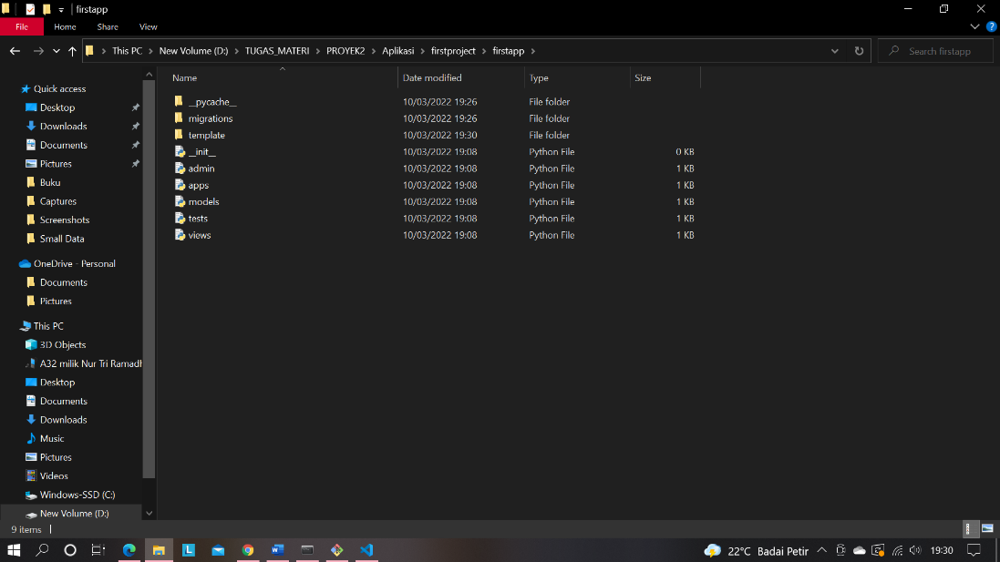 firstapp
File Home Share View
This PC New Volume (D:) TUGAS_MATERI PROYEK2 Aplikasi firstproject firstapp Search firstapp
Name Date modified Type Size
Quick access
Desktop
Downloads
Documents
Pictures
Buku
Captures
Screenshots
Small Data
OneDrive - Personal
Documents
Pictures
This PC
3D Objects
A32 milik Nur Tri Ramadh
Desktop
Documents
Downloads
Music
Pictures
Videos
Windows-SSD (C:)
New Volume (D:)
__pycache__ 10/03/2022 19:26 File folder
migrations 10/03/2022 19:26 File folder
template 10/03/2022 19:30 File folder
__init__ 10/03/2022 19:08 Python File 0 KB
admin 10/03/2022 19:08 Python File 1 KB
apps 10/03/2022 19:08 Python File 1 KB
models 10/03/2022 19:08 Python File 1 KB
tests 10/03/2022 19:08 Python File 1 KB
views 10/03/2022 19:08 Python File 1 KB
9 items
22°C Badai Petir 19:30